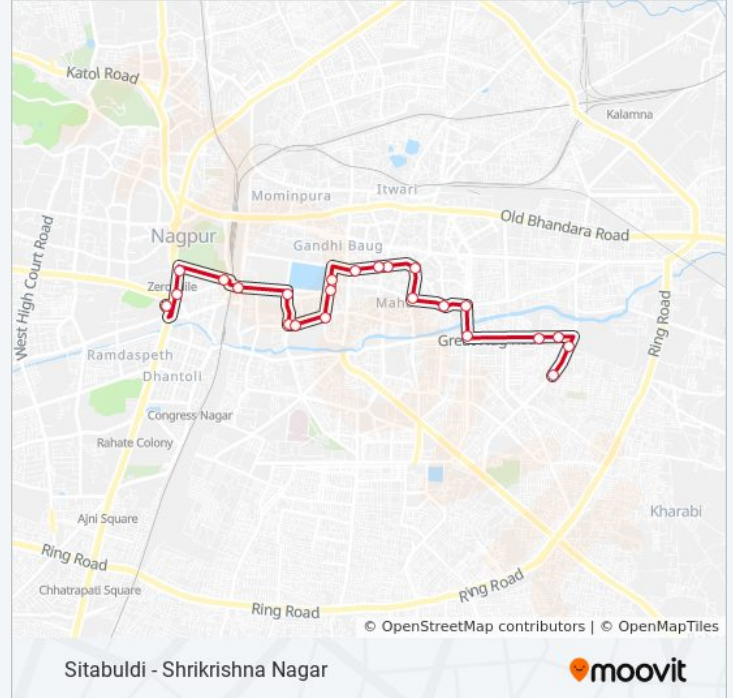 Katol Road
Kalamna
Mominpura
Itwari
Old Bhandara Road
Nagpur
Gandhi Baug
West High Court Road
Ring Road
Ramdaspeth
Dhantoli
Congress Nagar
Rahate Colony
Kharabi
Ajni Square
Ring Road
Chhatrapati Square
Ring Road
Ring Road
© OpenStreetMap contributors | © OpenMapTiles
Sitabuldi - Shrikrishna Nagar
moovit